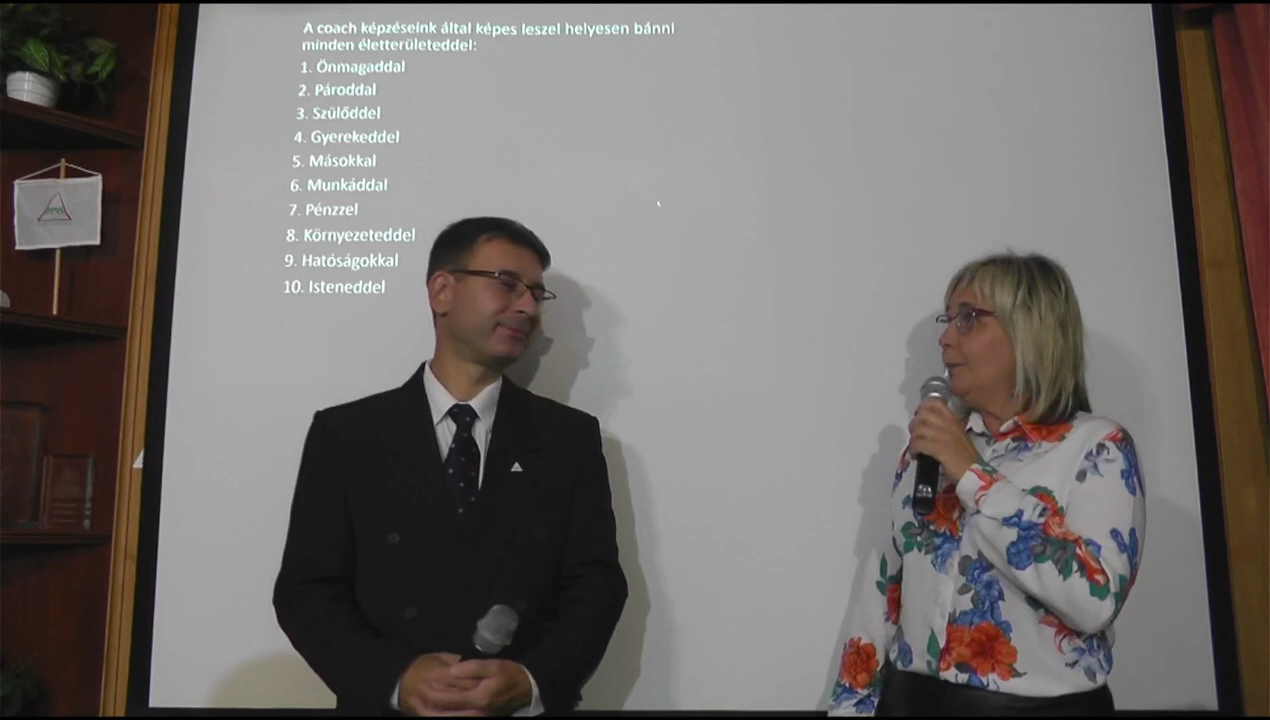 A coach képzéseink által képes leszel helyesen bánni
minden életterületeddel:
1. Önmagaddal
2. Pároddal
3. Szülőddel
4. Gyerekeddel
5. Másokkal
6. Munkáddal
7. Pénzzel
8. Környezeteddel
9. Hatóságokkal
10. Isteneddel